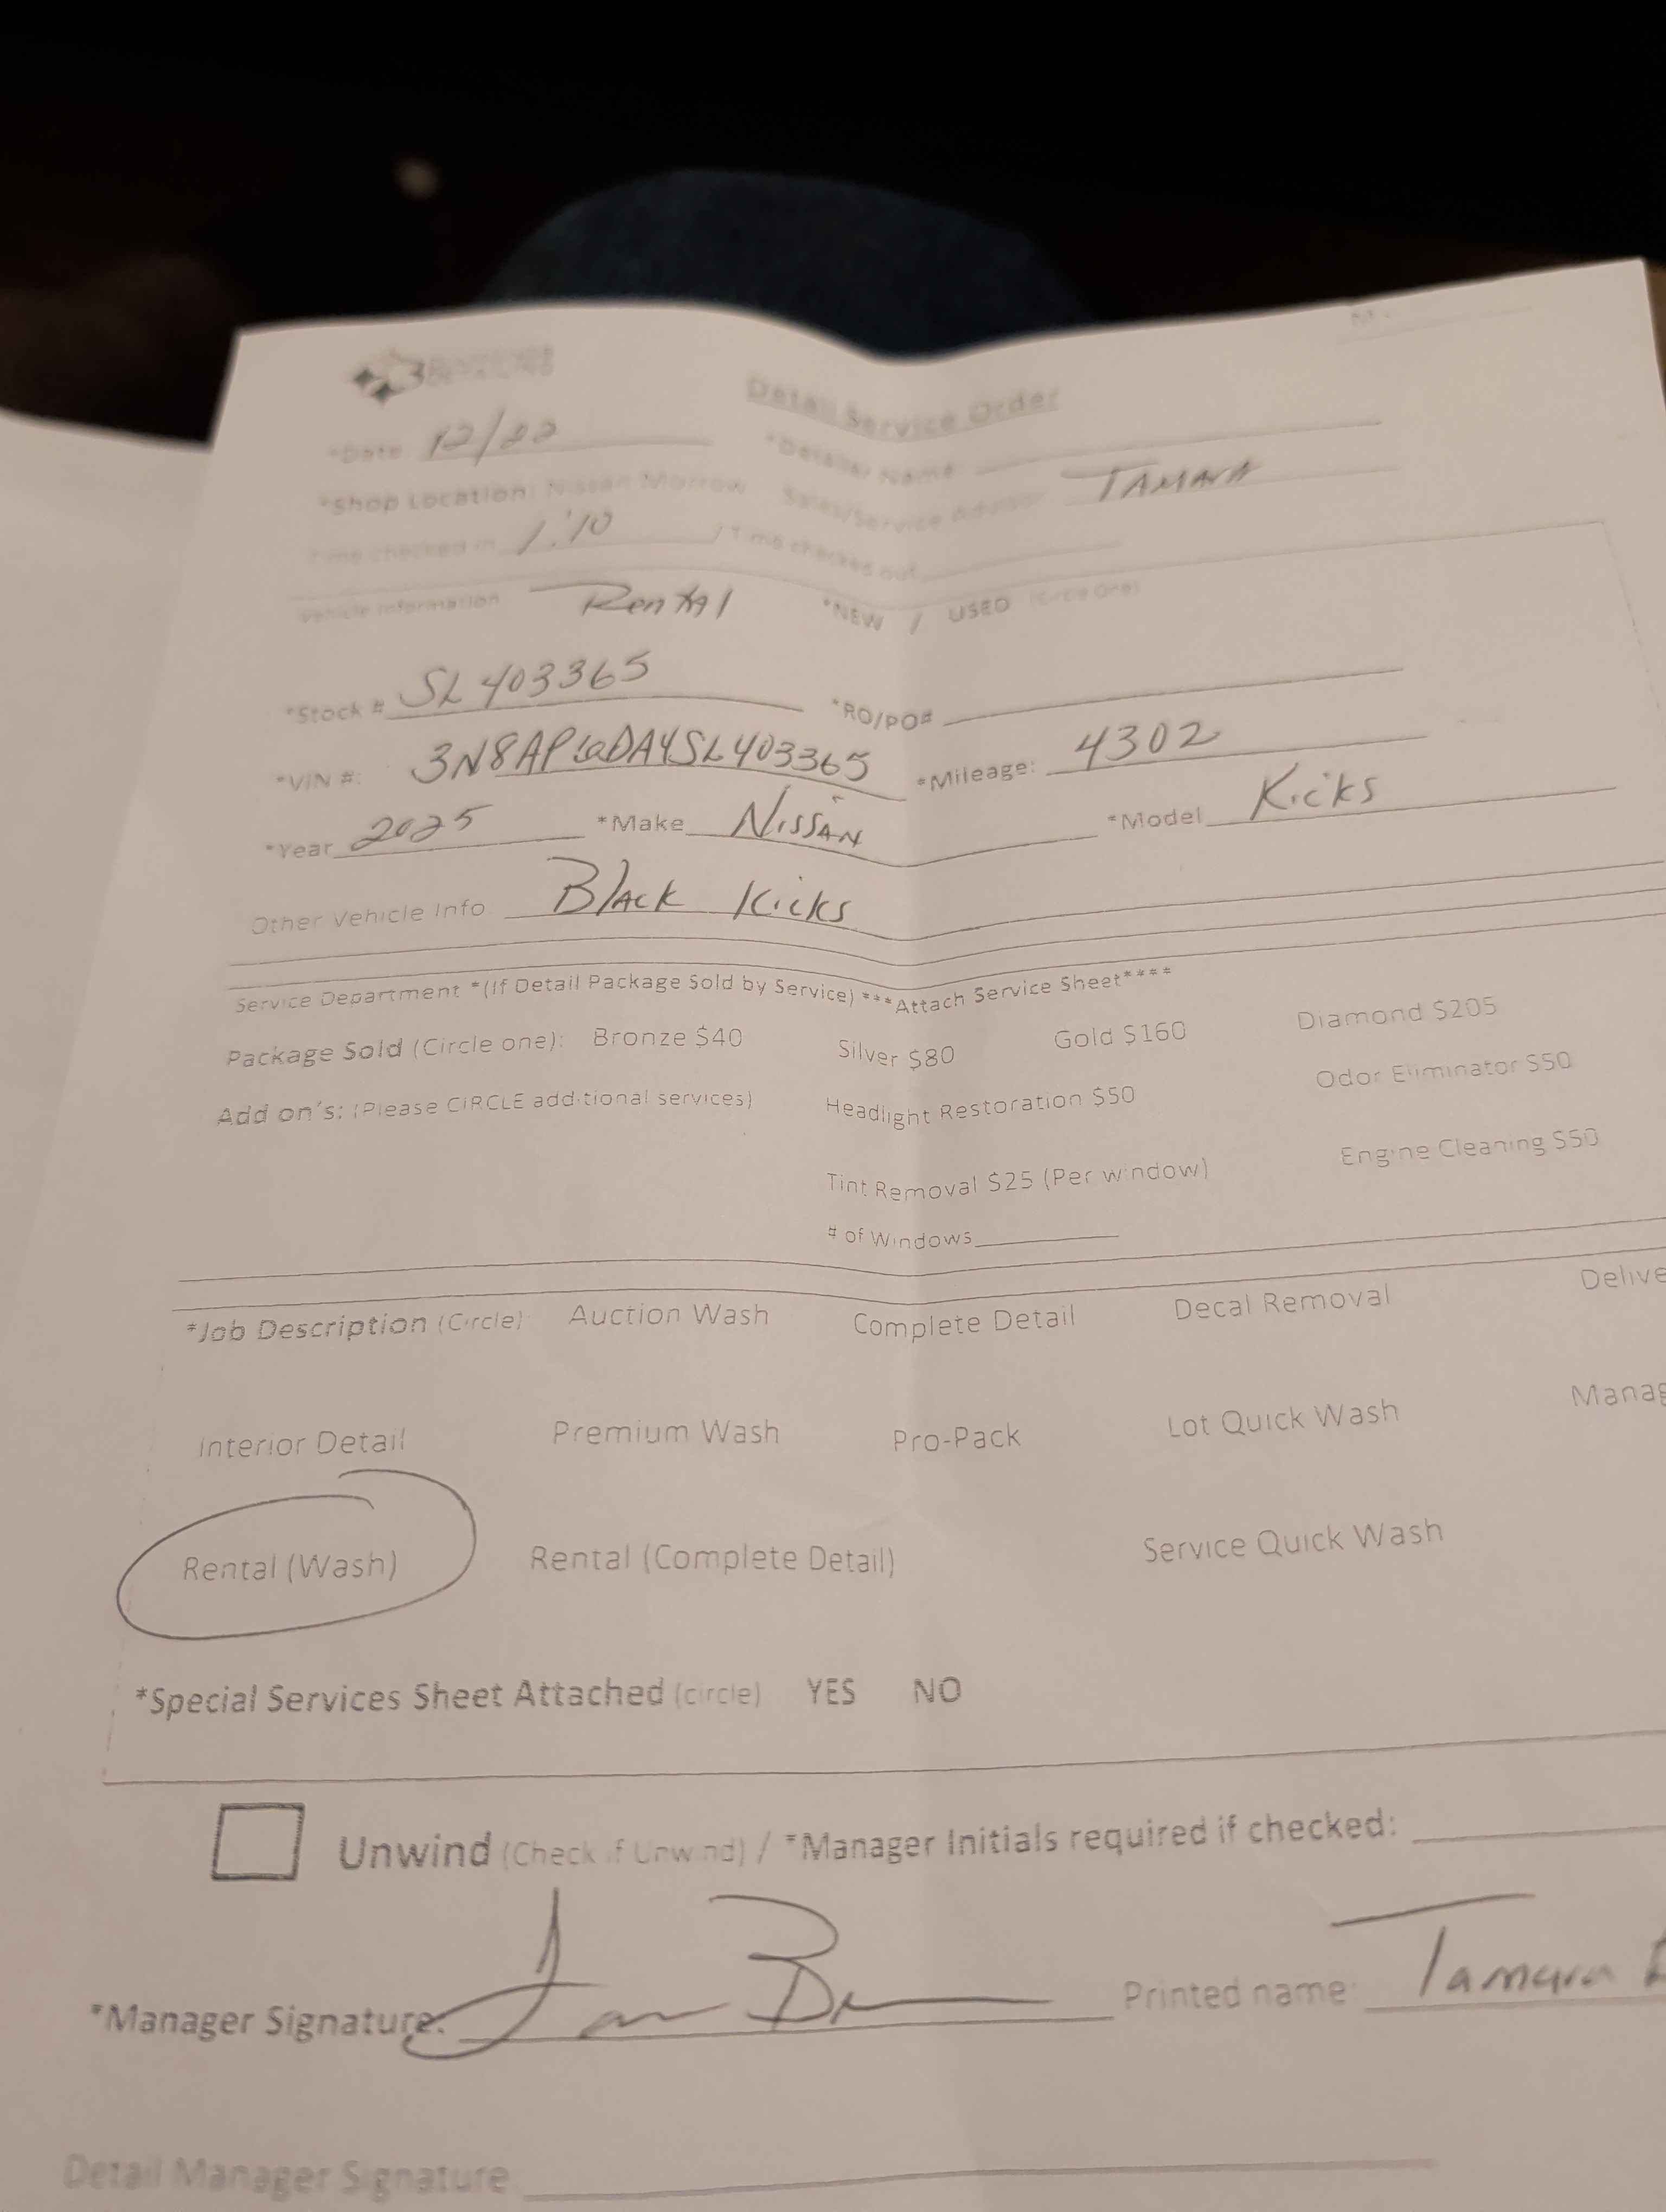 Detail Service Order
*Date 12/22 *Detailer Name
*Shop Location: Nissan Morrow Sales/Service Advisor TAMARA
Time checked in 1:10 / Time checked out
Vehicle Information Rental *NEW / USED (Circle One)
*Stock # SL403365 *RO/PO#
*VIN #: 3N8AP6DA4SL403365 *Mileage: 4302
*Year 2025 *Make NISSAN *Model Kicks
Other Vehicle Info Black Kicks
Service Department *(If Detail Package Sold by Service) ***Attach Service Sheet****
Package Sold (Circle one): Bronze $40 Silver $80 Gold $160 Diamond $205
Add on's: (Please CIRCLE additional services) Headlight Restoration $50 Odor Eliminator $50
Tint Removal $25 (Per window) Engine Cleaning $50
# of Windows
*Job Description (Circle) Auction Wash Complete Detail Decal Removal Delive
Interior Detail Premium Wash Pro-Pack Lot Quick Wash Manag
Rental (Wash) Rental (Complete Detail) Service Quick Wash
*Special Services Sheet Attached (circle) YES NO
Unwind (Check if Unwind) / *Manager Initials required if checked:
*Manager Signature: Printed name: Tamara
Detail Manager Signature